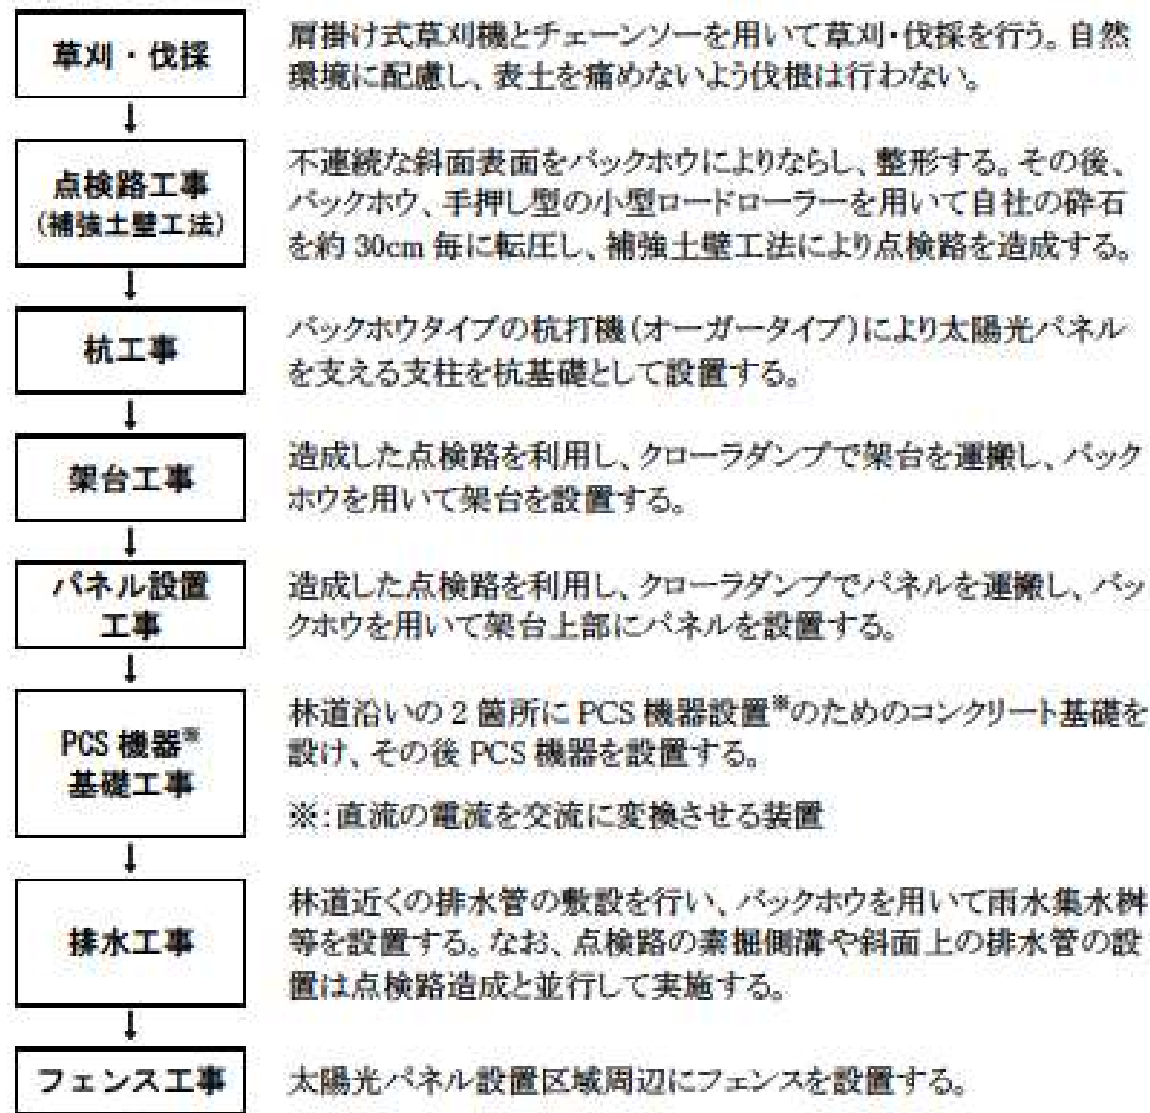 草刈・伐採
肩掛け式草刈機とチェーンソーを用いて草刈・伐採を行う。自然
環境に配慮し、表土を痛めないよう伐根は行わない。
↓
点検路工事
(補強土壁工法)
不連続な斜面表面をバックホウによりならし、整形する。その後、
バックホウ、手押し型の小型ロードローラーを用いて自社の砕石
を約 30cm 毎に転圧し、補強土壁工法により点検路を造成する。
↓
杭工事
バックホウタイプの杭打機(オーガータイプ)により太陽光パネル
を支える支柱を杭基礎として設置する。
↓
架台工事
造成した点検路を利用し、クローラダンプで架台を運搬し、バック
ホウを用いて架台を設置する。
↓
パネル設置
工事
造成した点検路を利用し、クローラダンプでパネルを運搬し、バッ
クホウを用いて架台上部にパネルを設置する。
↓
PCS 機器※
基礎工事
林道沿いの 2 箇所に PCS 機器設置※のためのコンクリート基礎を
設け、その後 PCS 機器を設置する。
※:直流の電流を交流に変換させる装置
↓
排水工事
林道近くの排水管の敷設を行い、バックホウを用いて雨水集水桝
等を設置する。なお、点検路の素掘側溝や斜面上の排水管の設
置は点検路造成と並行して実施する。
↓
フェンス工事
太陽光パネル設置区域周辺にフェンスを設置する。